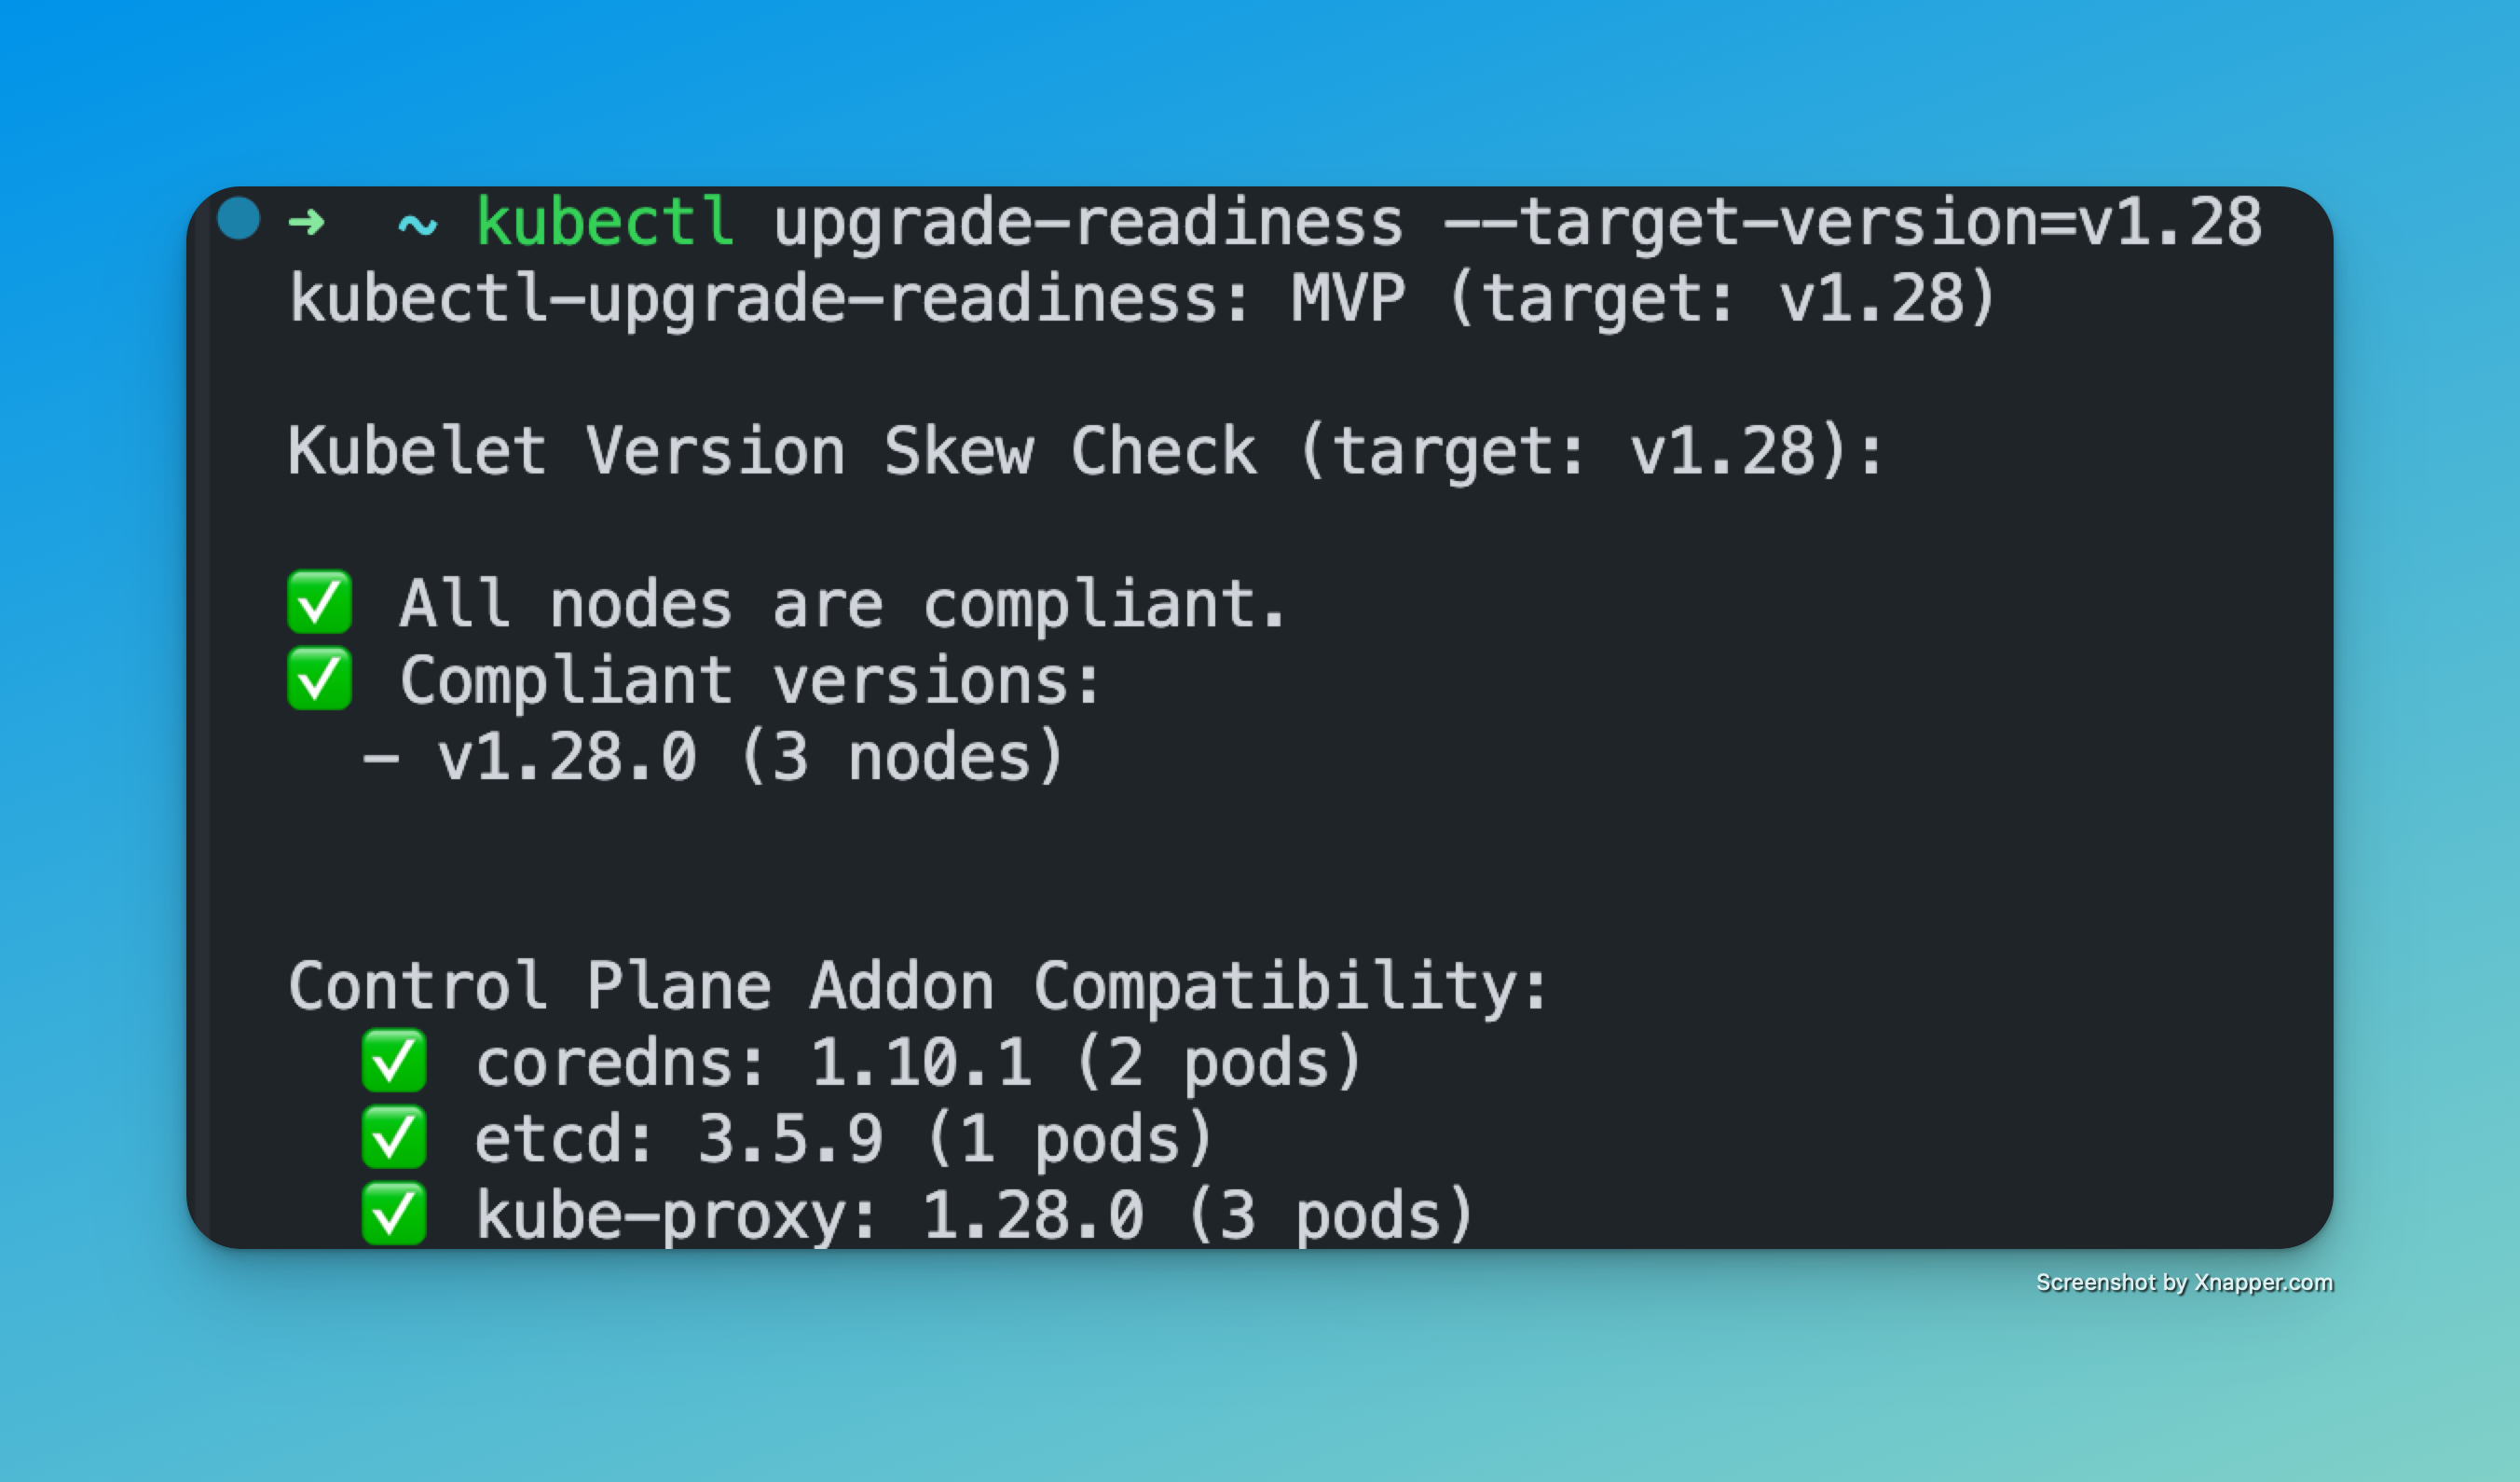 ➜ ~ kubectl upgrade-readiness --target-version=v1.28
kubectl-upgrade-readiness: MVP (target: v1.28)
Kubelet Version Skew Check (target: v1.28):
✅ All nodes are compliant.
✅ Compliant versions:
- v1.28.0 (3 nodes)
Control Plane Addon Compatibility:
✅ coredns: 1.10.1 (2 pods)
✅ etcd: 3.5.9 (1 pods)
✅ kube-proxy: 1.28.0 (3 pods)
Screenshot by Xnapper.com